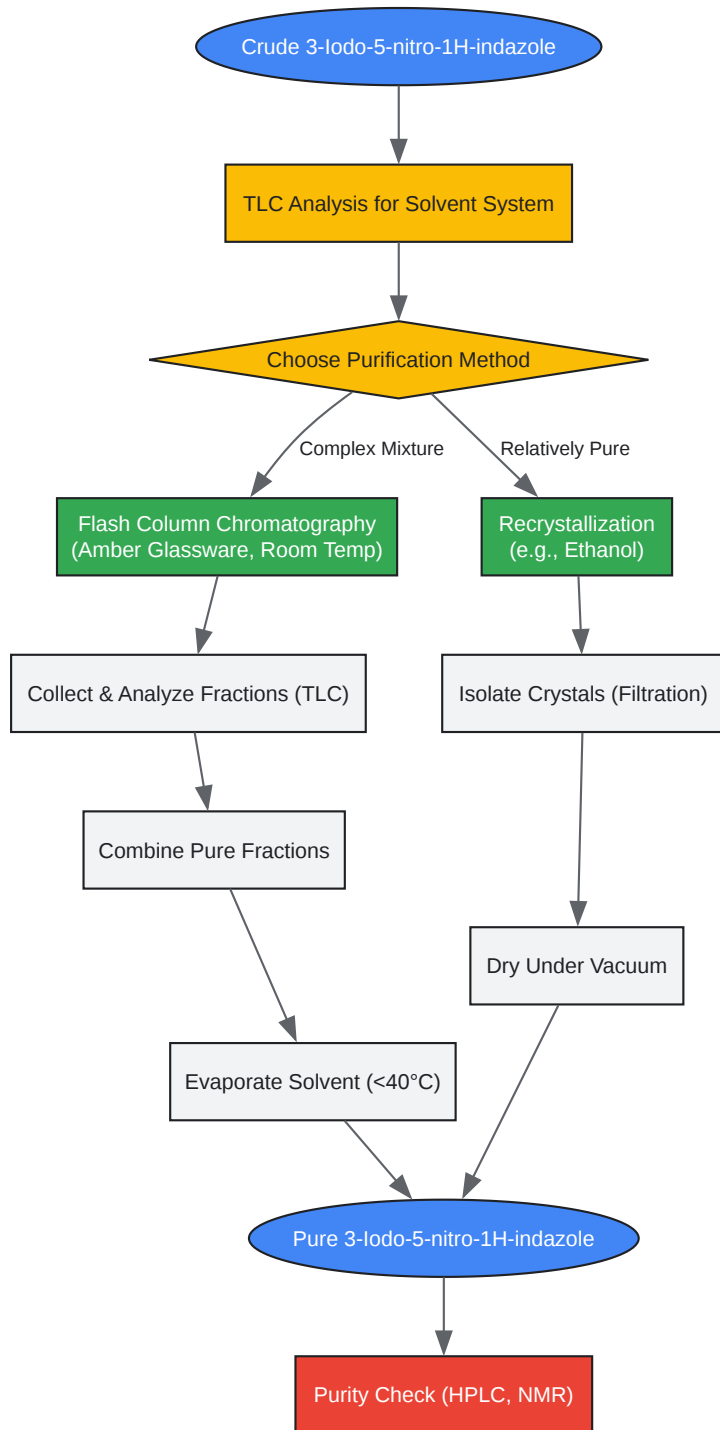 Crude 3-Iodo-5-nitro-1H-indazole
TLC Analysis for Solvent System
Choose Purification Method
Complex Mixture
Relatively Pure
Flash Column Chromatography
(Amber Glassware, Room Temp)
Recrystallization
(e.g., Ethanol)
Collect & Analyze Fractions (TLC)
Isolate Crystals (Filtration)
Combine Pure Fractions
Dry Under Vacuum
Evaporate Solvent (<40°C)
Pure 3-Iodo-5-nitro-1H-indazole
Purity Check (HPLC, NMR)